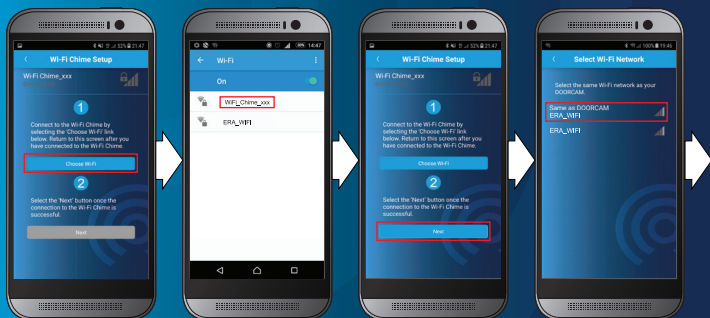 52% 21:47
Wi-Fi Chime Setup
Wi-Fi Chime_xxx
1
Connect to the Wi-Fi Chime by
selecting the 'Choose Wi-Fi' link
below. Return to this screen after you
have connected to the Wi-Fi Chime.
Choose Wi-Fi
2
Select the 'Next' button once the
connection to the Wi-Fi Chime is
successful.
Next
14:47
Wi-Fi
On
WiFi_Chime_xxx
ERA_WIFI
52% 21:47
Wi-Fi Chime Setup
Wi-Fi Chime_xxx
1
Connect to the Wi-Fi Chime by
selecting the 'Choose Wi-Fi' link
below. Return to this screen after you
have connected to the Wi-Fi Chime.
Choose Wi-Fi
2
Select the 'Next' button once the
connection to the Wi-Fi Chime is
successful.
Next
100% 19:46
Select Wi-Fi Network
Select the same Wi-Fi network as your
DOORCAM.
Same as DOORCAM
ERA_WIFI
ERA_WIFI